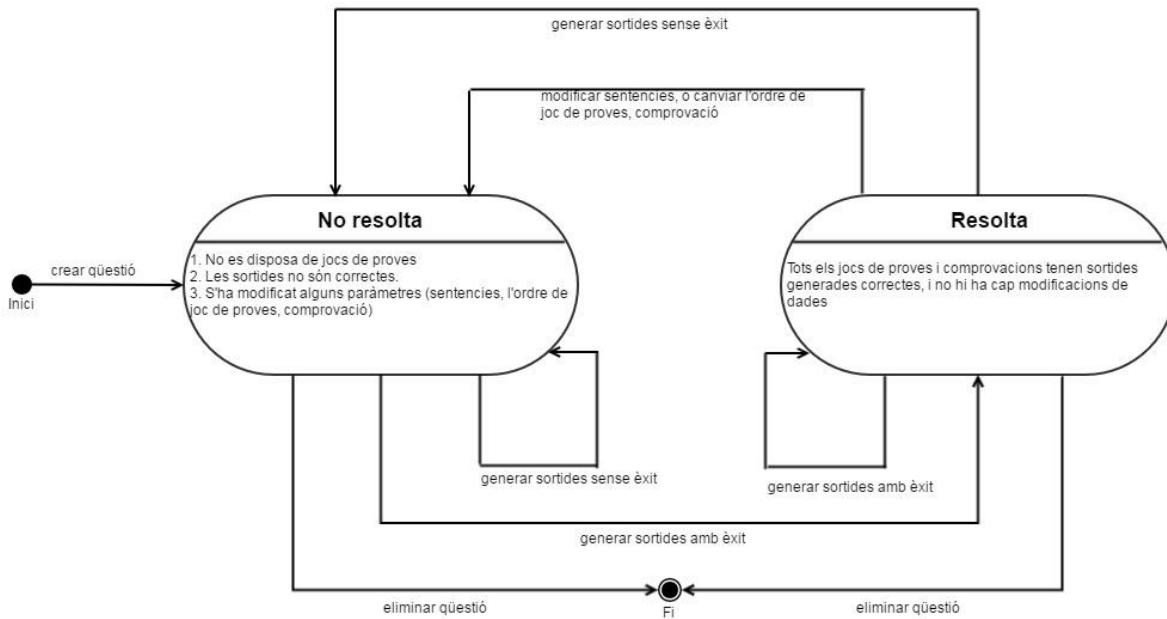 generar sortides sense èxit
modificar sentencies, o canviar l'ordre de
joc de proves, comprovació
No resolta
1. No es disposa de jocs de proves
2. Les sortides no són correctes.
3. S'ha modificat alguns paràmetres (sentencies, l'ordre de
joc de proves, comprovació)
Resolta
Tots els jocs de proves i comprovacions tenen sortides
generades correctes, i no hi ha cap modificacions de
dades
crear qüestió
Inici
generar sortides sense èxit
generar sortides amb èxit
generar sortides amb èxit
eliminar qüestió
eliminar qüestió
Fi